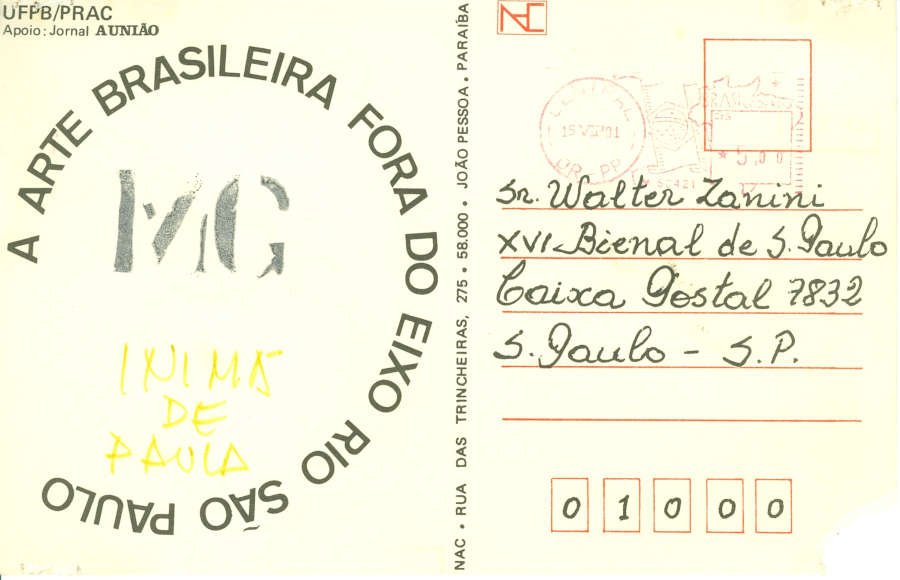 UFPB/PRAC
Apoio: Jornal A UNIÃO
A ARTE BRASILEIRA FORA DO EIXO RIO SÃO PAULO
MG
INIMÁ
DE
PAULA
NAC • RUA DAS TRINCHEIRAS, 275 • 58.000 • JOÃO PESSOA • PARAÍBA
NAC
CENTRAL
Sr. Walter Zanini
XVI-Bienal de S. Paulo
Caixa Postal 7832
S. Paulo - S.P.
0 1 0 0 0